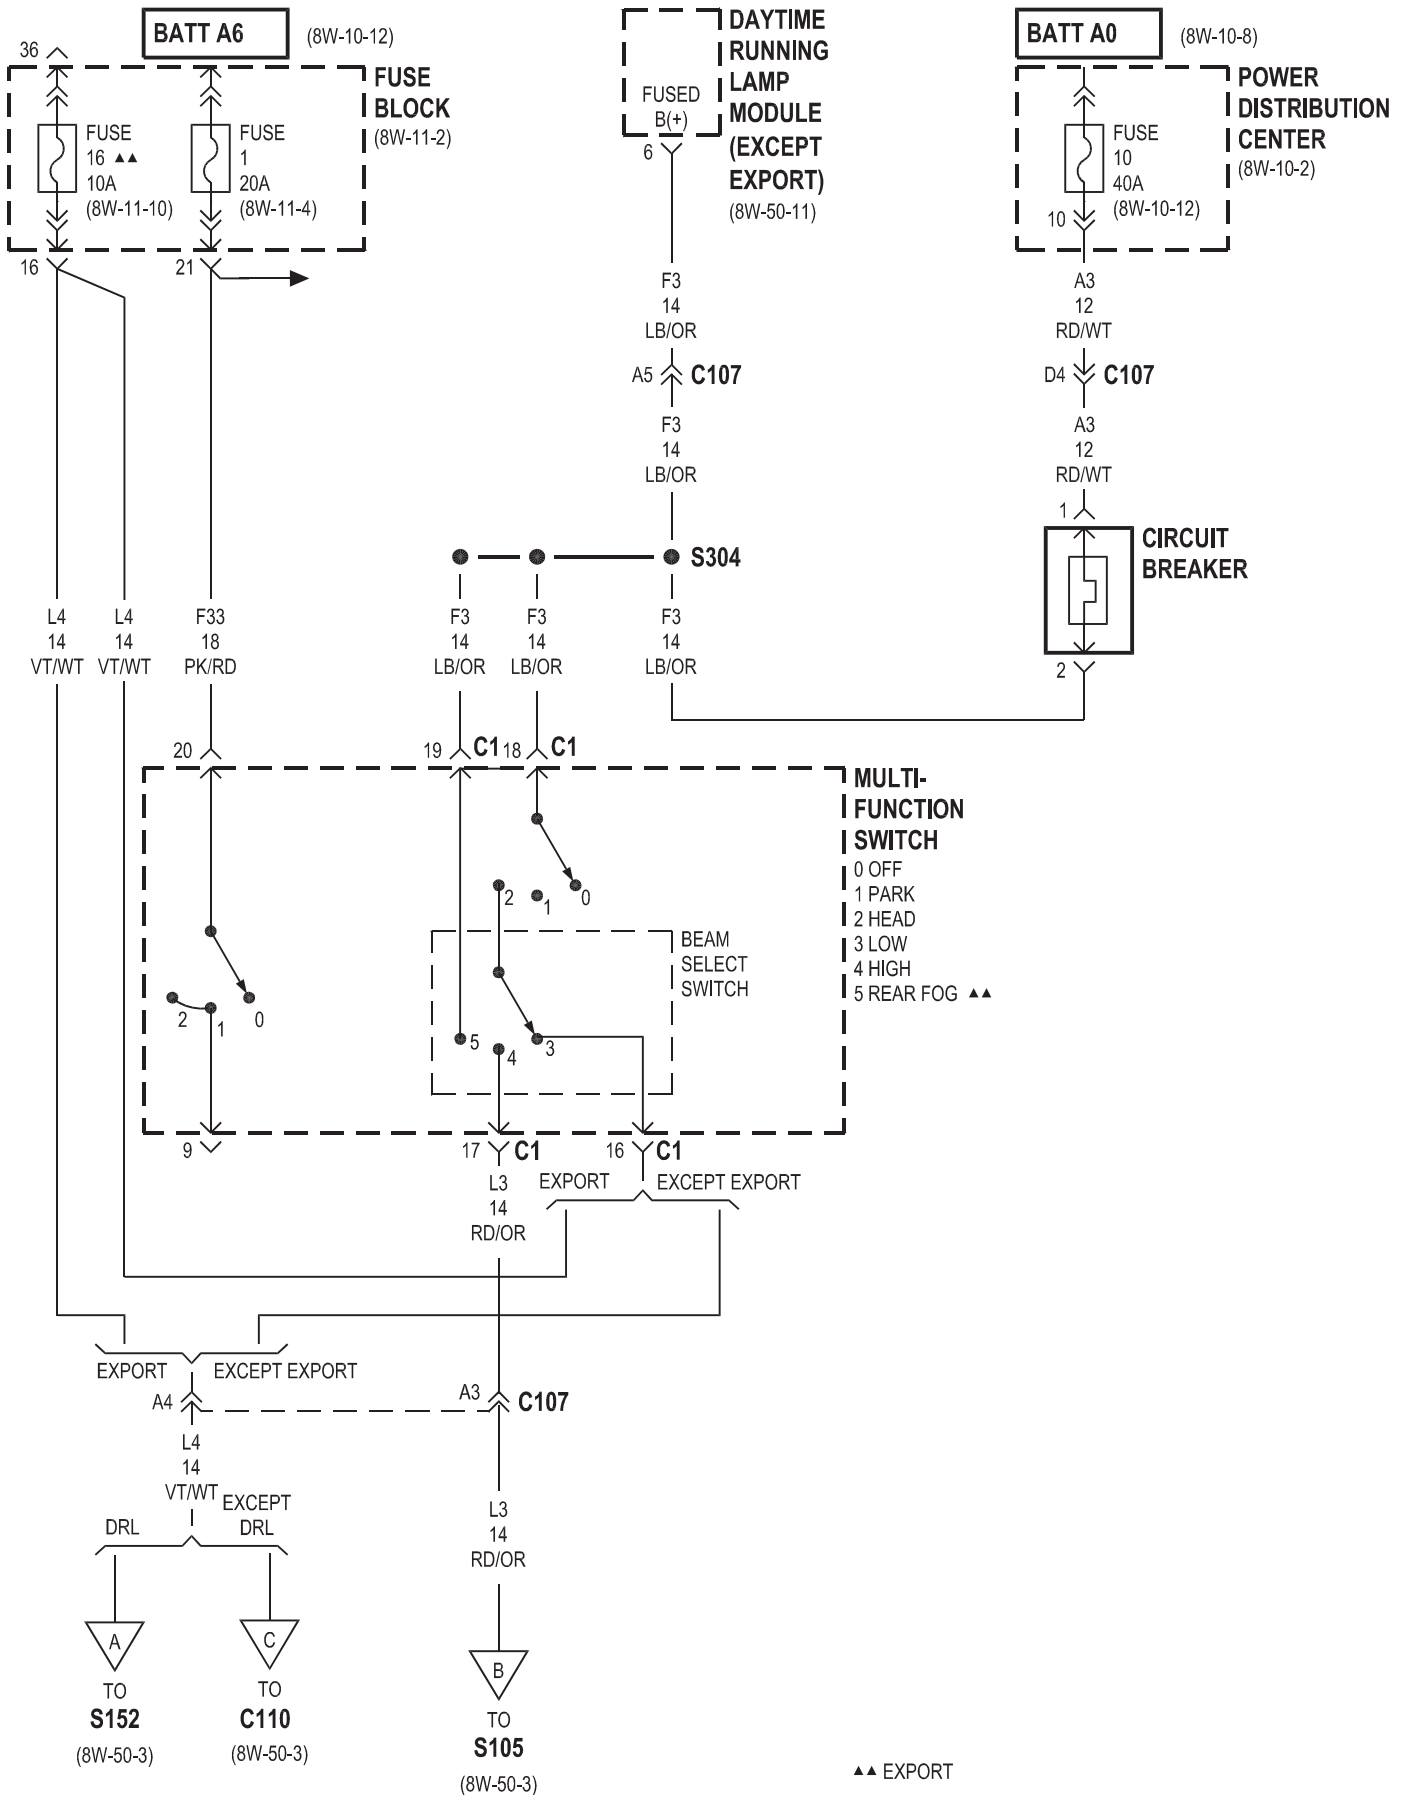 BATT A6
(8W-10-12)
36
FUSE
BLOCK
(8W-11-2)
FUSE
16 ▲▲
10A
(8W-11-10)
FUSE
1
20A
(8W-11-4)
16
21
DAYTIME
RUNNING
LAMP
MODULE
(EXCEPT
EXPORT)
(8W-50-11)
FUSED
B(+)
6
BATT A0
(8W-10-8)
POWER
DISTRIBUTION
CENTER
(8W-10-2)
FUSE
10
40A
(8W-10-12)
10
F3
14
LB/OR
A5
C107
F3
14
LB/OR
A3
12
RD/WT
D4
C107
A3
12
RD/WT
1
CIRCUIT
BREAKER
2
S304
L4
14
VT/WT
L4
14
VT/WT
F33
18
PK/RD
F3
14
LB/OR
F3
14
LB/OR
F3
14
LB/OR
20
19
C1
18
C1
MULTI-
FUNCTION
SWITCH
0 OFF
1 PARK
2 HEAD
3 LOW
4 HIGH
5 REAR FOG ▲▲
2
1
0
BEAM
SELECT
SWITCH
2
1
0
5
4
3
9
17
C1
16
C1
L3
14
RD/OR
EXPORT
EXCEPT EXPORT
EXPORT
EXCEPT EXPORT
A4
A3
C107
L4
14
VT/WT
DRL
EXCEPT
DRL
L3
14
RD/OR
A
TO
S152
(8W-50-3)
C
TO
C110
(8W-50-3)
B
TO
S105
(8W-50-3)
▲▲ EXPORT